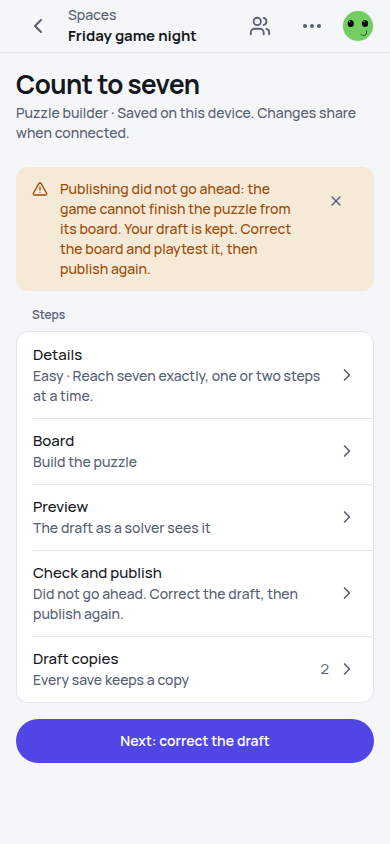 Spaces
Friday game night
Count to seven
Puzzle builder · Saved on this device. Changes share
when connected.
Publishing did not go ahead: the
game cannot finish the puzzle from
its board. Your draft is kept. Correct
the board and playtest it, then
publish again.
Steps
Details
Easy · Reach seven exactly, one or two steps
at a time.
Board
Build the puzzle
Preview
The draft as a solver sees it
Check and publish
Did not go ahead. Correct the draft, then
publish again.
Draft copies
2
Every save keeps a copy
Next: correct the draft